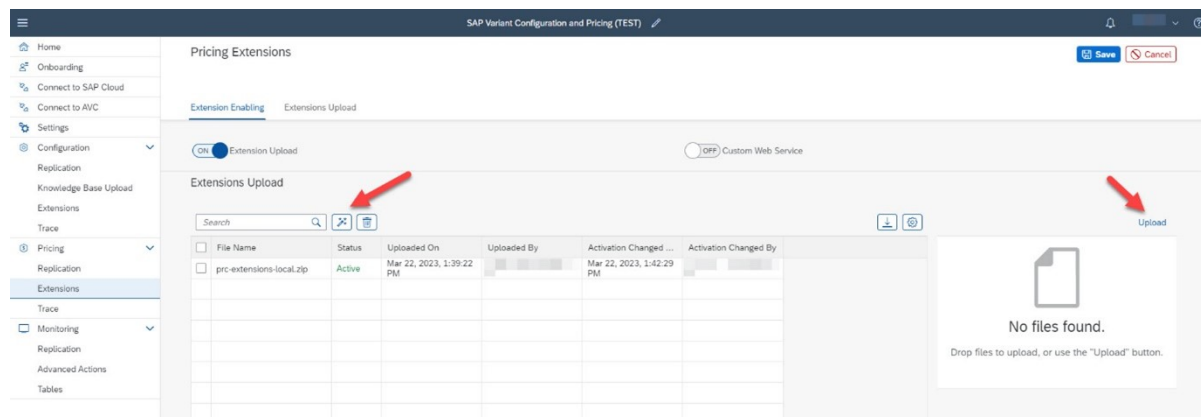 SAP Variant Configuration and Pricing (TEST)
Home
Onboarding
Connect to SAP Cloud
Connect to AVC
Settings
Configuration
Replication
Knowledge Base Upload
Extensions
Trace
Pricing
Replication
Extensions
Trace
Monitoring
Replication
Advanced Actions
Tables
Pricing Extensions
Save Cancel
Extension Enabling Extensions Upload
ON Extension Upload OFF Custom Web Service
Extensions Upload
Search
Upload
File Name Status Uploaded On Uploaded By Activation Changed ... Activation Changed By
prc-extensions-local.zip Active Mar 22, 2023, 1:39:22 Mar 22, 2023, 1:42:29
PM PM
No files found.
Drop files to upload, or use the "Upload" button.